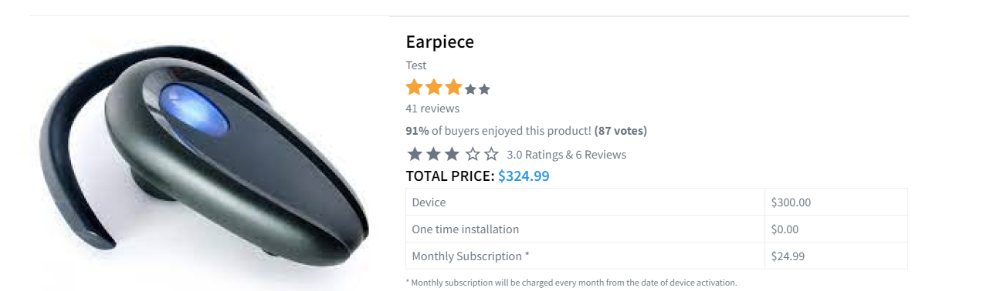 Earpiece
Test
41 reviews
91% of buyers enjoyed this product! (87 votes)
3.0 Ratings & 6 Reviews
TOTAL PRICE: $324.99
Device $300.00
One time installation $0.00
Monthly Subscription * $24.99
* Monthly subscription will be charged every month from the date of device activation.